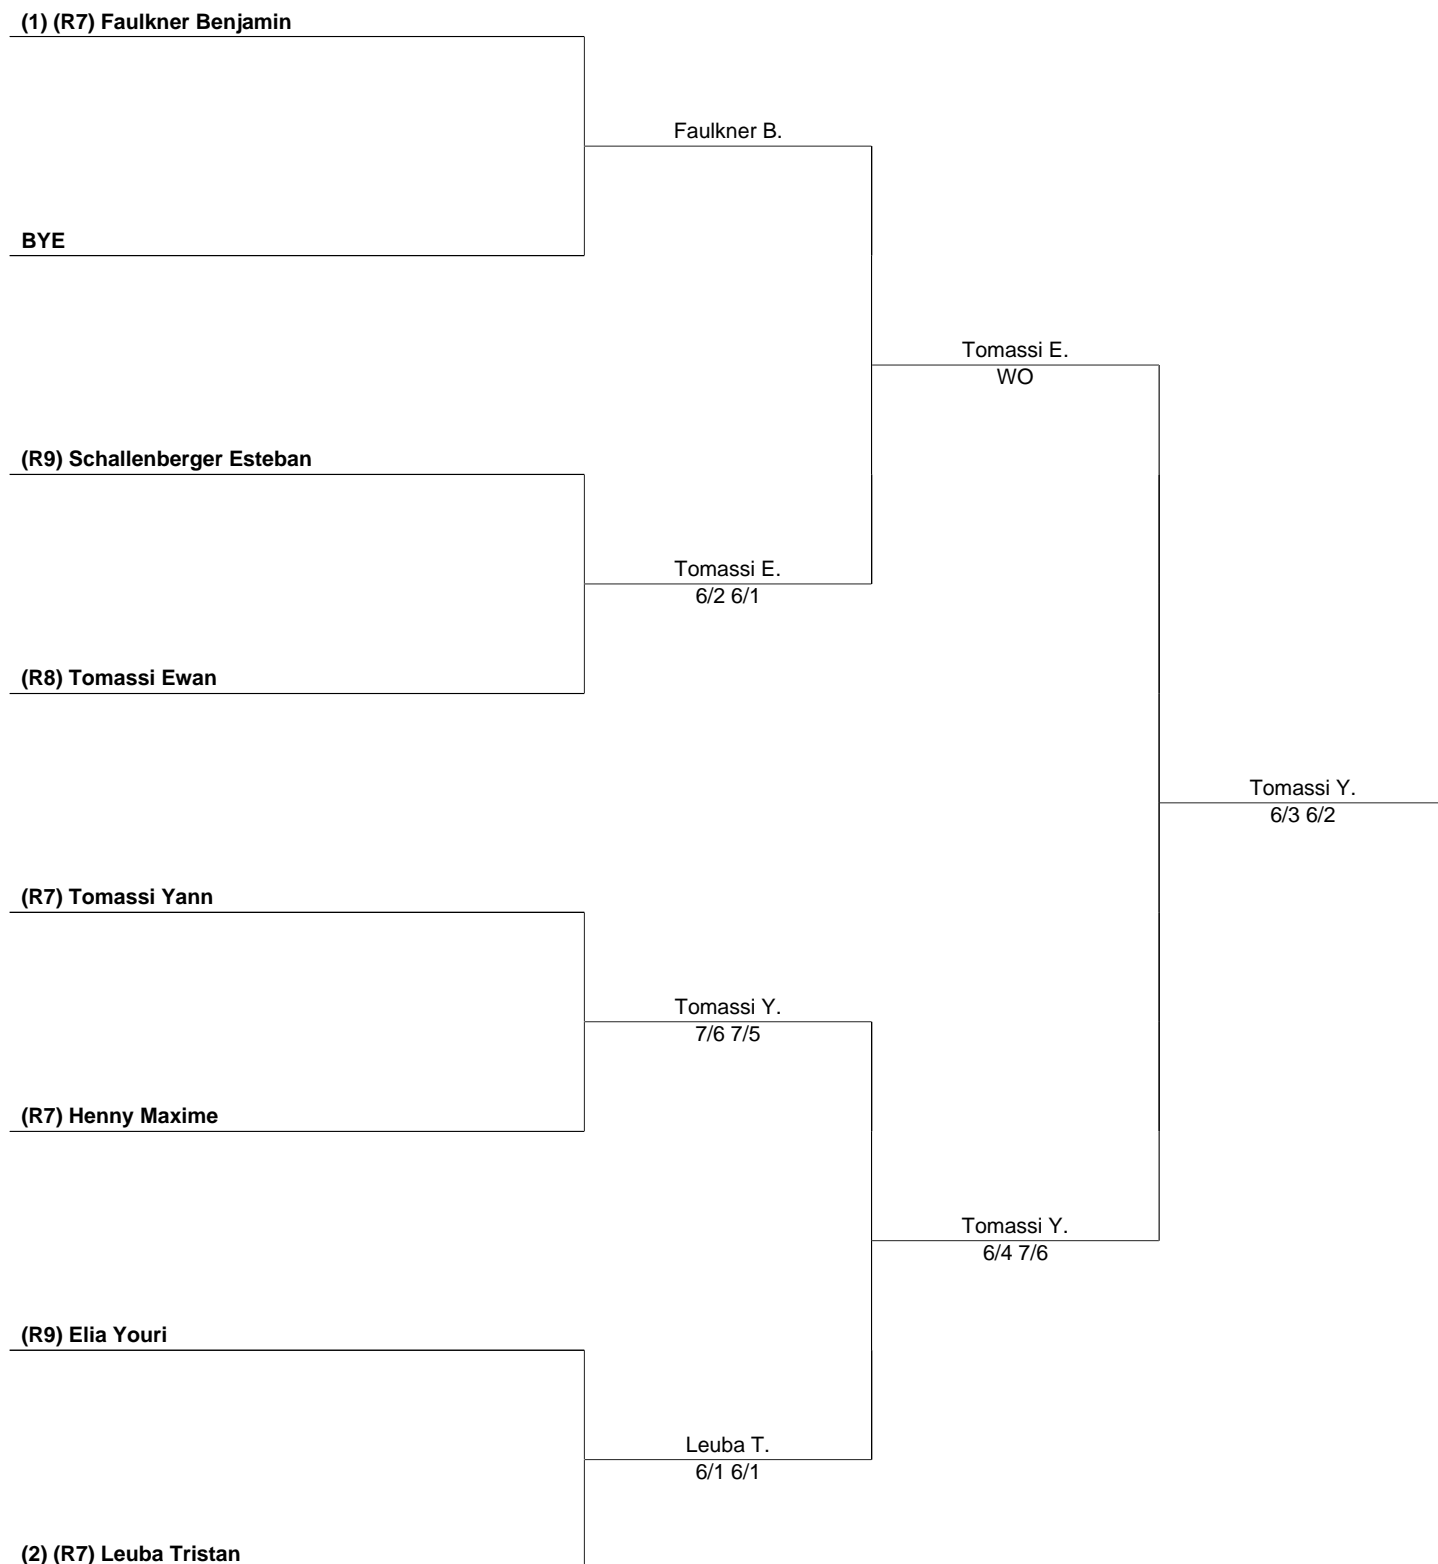 (1) (R7) Faulkner Benjamin
Faulkner B.
BYE
Tomassi E.
WO
(R9) Schallenberger Esteban
Tomassi E.
6/2 6/1
(R8) Tomassi Ewan
Tomassi Y.
6/3 6/2
(R7) Tomassi Yann
Tomassi Y.
7/6 7/5
(R7) Henny Maxime
Tomassi Y.
6/4 7/6
(R9) Elia Youri
Leuba T.
6/1 6/1
(2) (R7) Leuba Tristan